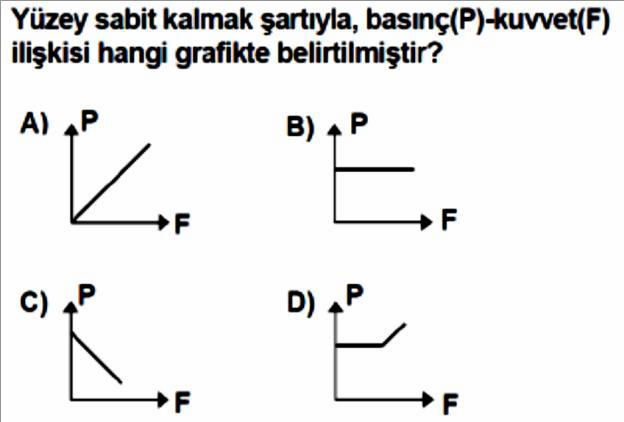 Yüzey sabit kalmak şartıyla, basınç(P)-kuvvet(F)
ilişkisi hangi grafikte belirtilmiştir?
A) P
F
B) P
F
C) P
F
D) P
F